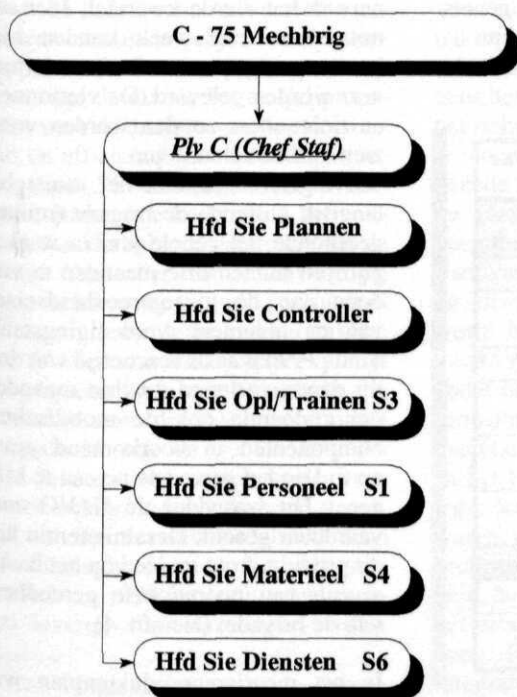 C - 75 Mechbrig
Plv C (Chef Staf)
Hfd Sie Plannen
Hfd Sie Controller
Hfd Sie Opl/Trainen S3
Hfd Sie Personeel S1
Hfd Sie Materieel S4
Hfd Sie Diensten S6